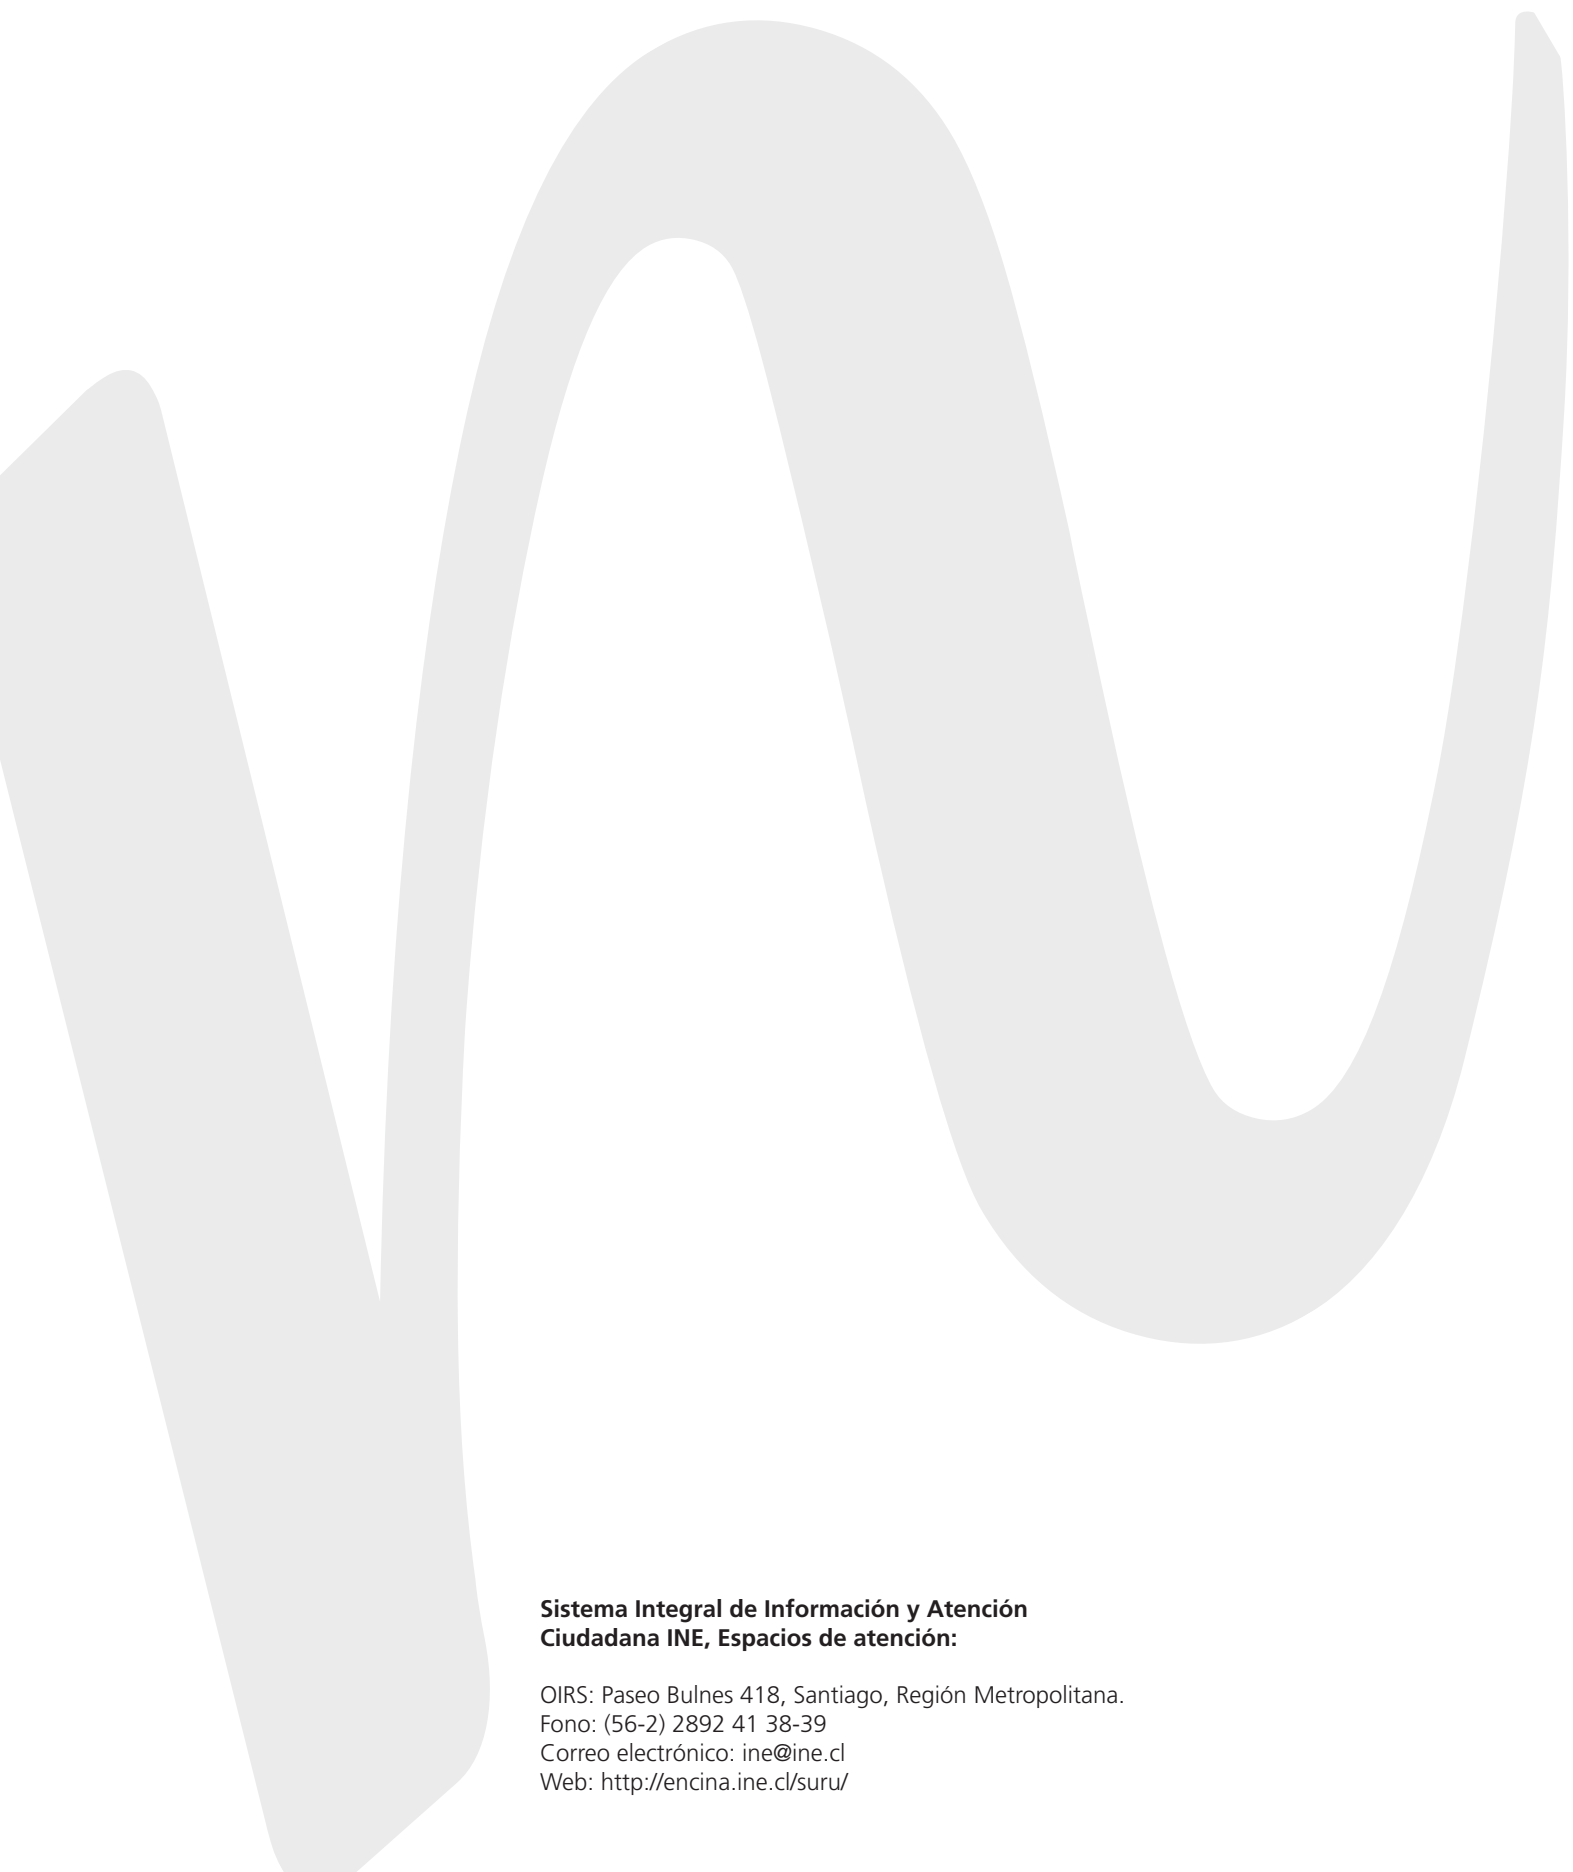 Sistema Integral de Información y Atención
Ciudadana INE, Espacios de atención:
OIRS: Paseo Bulnes 418, Santiago, Región Metropolitana.
Fono: (56-2) 2892 41 38-39
Correo electrónico: ine@ine.cl
Web: http://encina.ine.cl/suru/